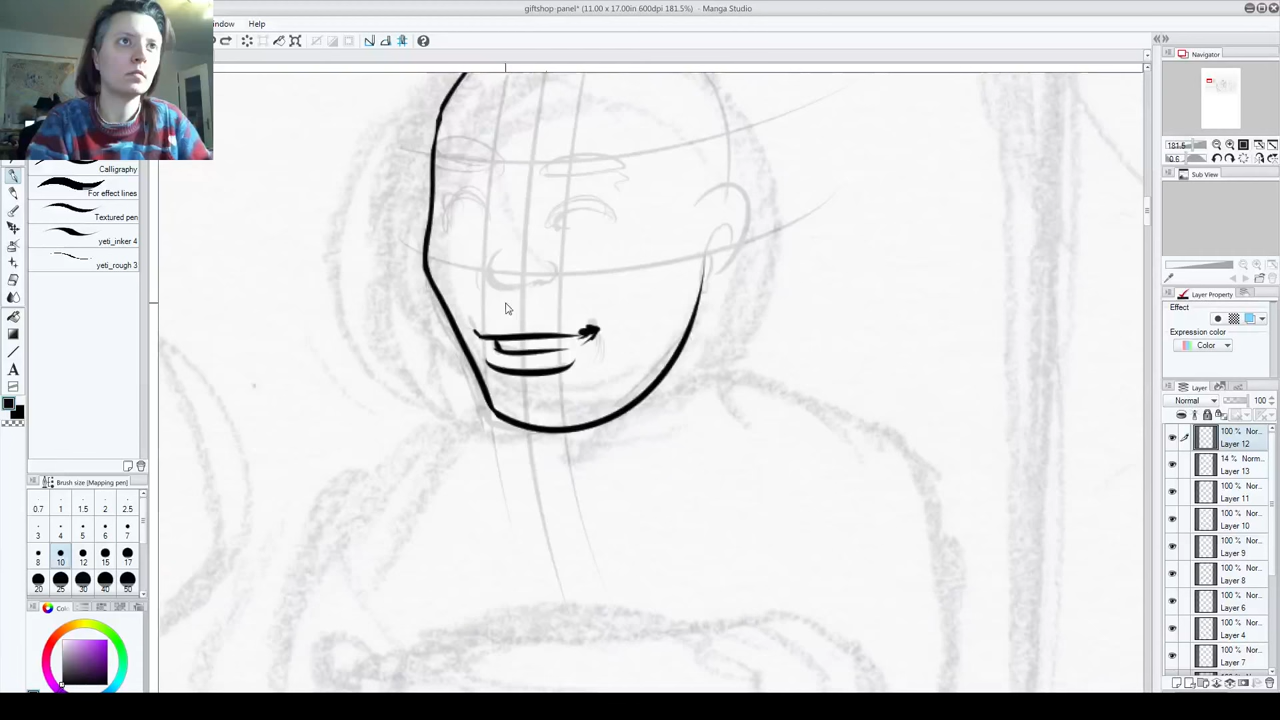 giftshop-panel* (11.00 x 17.00in 600dpi 181.5%) - Manga Studio
Help
Navigator
181.5
Sub View
Layer Property
Effect
Expression color
Color
Layer
Normal
100
100 % Nor...
Layer 12
14 % Norm...
Layer 13
100 % Nor...
Layer 11
100 % Nor...
Layer 10
100 % Nor...
Layer 9
100 % Nor...
Layer 8
100 % Nor...
Layer 6
100 % Nor...
Layer 4
100 % Nor...
Layer 7
Calligraphy
For effect lines
Textured pen
yeti_inker 4
yeti_rough 3
Brush size [Mapping pen]
0.7 1 1.5 2 2.5
3 4 5 6 7
8 10 12 15 17
20 25 30 40 50